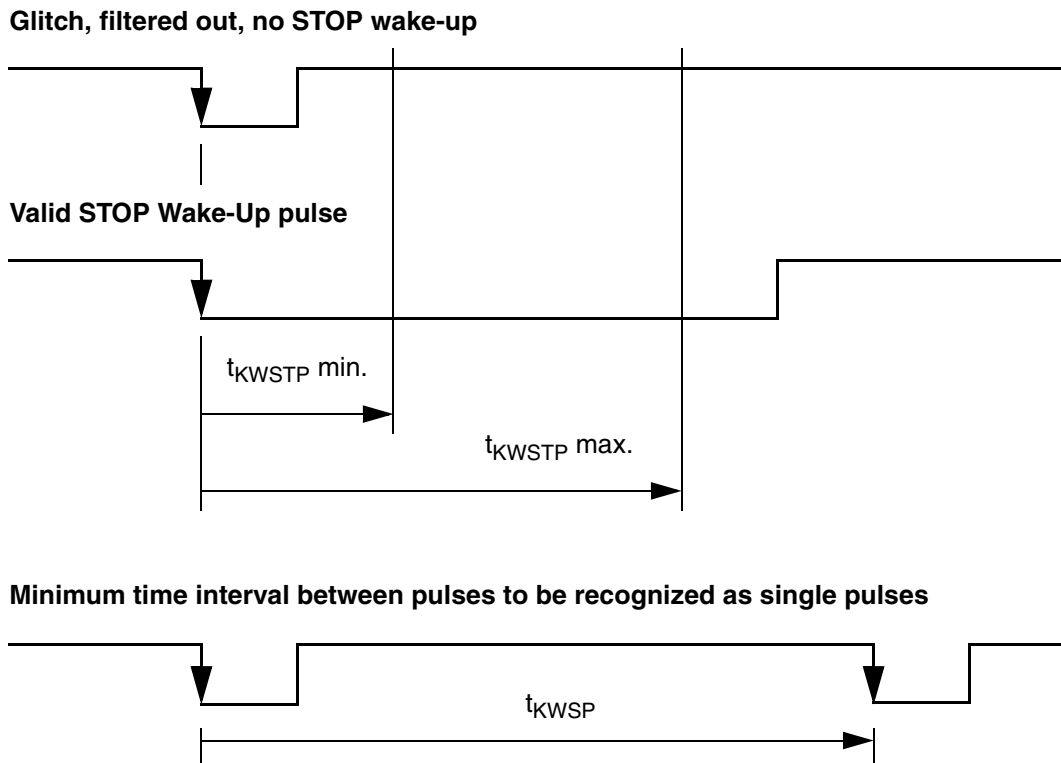 Glitch, filtered out, no STOP wake-up
Valid STOP Wake-Up pulse
tKWSTP min.
tKWSTP max.
Minimum time interval between pulses to be recognized as single pulses
tKWSP